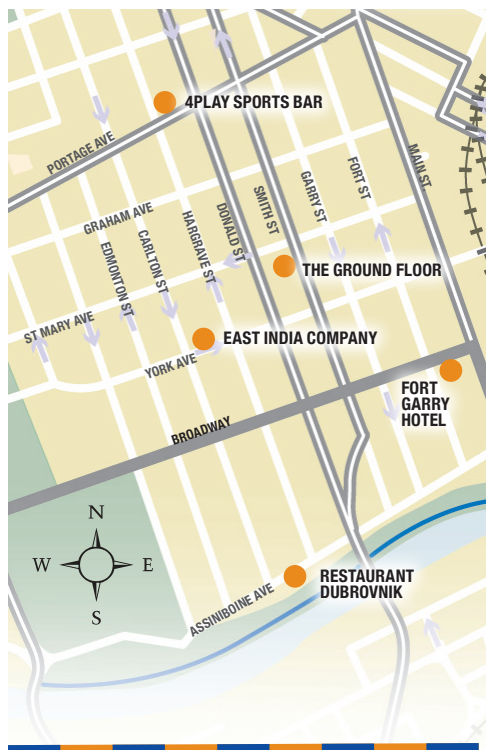 4PLAY SPORTS BAR
PORTAGE AVE
MAIN ST.
FORT ST
GARRY ST
SMITH ST
DONALD ST
HARGRAVE ST
GRAHAM AVE
CARLTON ST
EDMONTON ST
THE GROUND FLOOR
ST MARY AVE
EAST INDIA COMPANY
YORK AVE
FORT
GARRY
HOTEL
BROADWAY
N
W
E
S
RESTAURANT
DUBROVNIK
ASSINIBOINE AVE